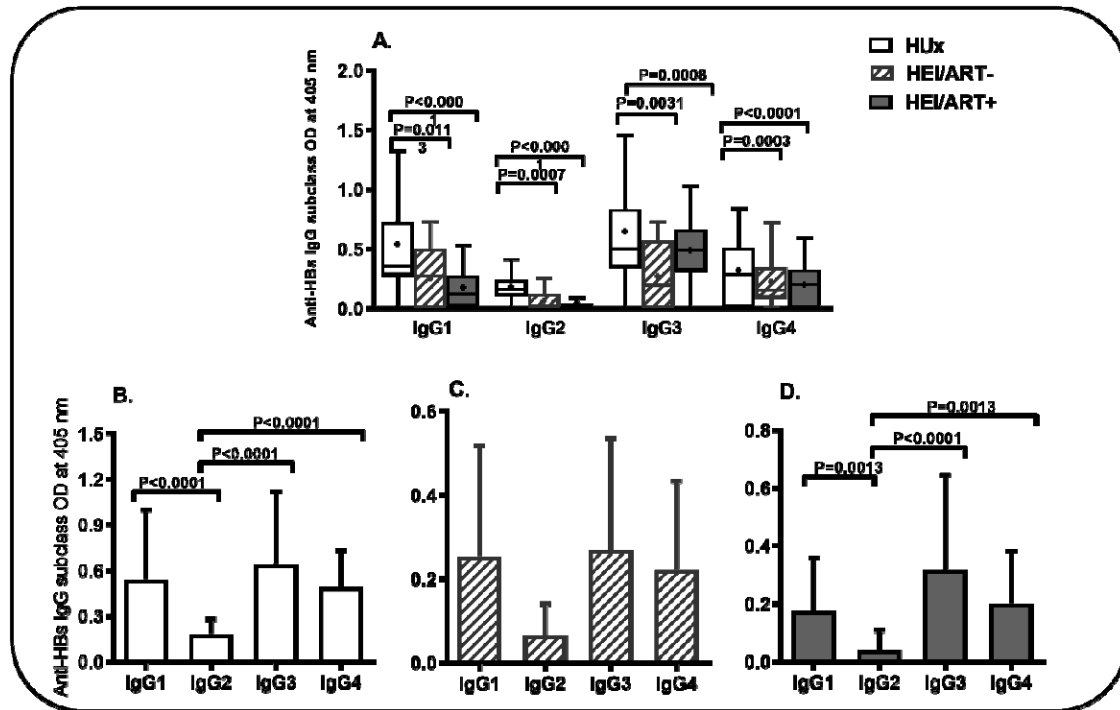 A.
HUx
HEI/ART-
HEI/ART+
Anti-HBs IgG subclass OD at 405 nm
2.0
1.5
1.0
0.5
0.0
P<0.000
1
P=0.011
3
P<0.000
1
P=0.0007
P=0.0008
P=0.0031
P<0.0001
P=0.0003
IgG1 IgG2 IgG3 IgG4
B.
Anti-HBs IgG subclass OD at 405 nm
1.5
1.2
0.9
0.6
0.3
0.0
P<0.0001
P<0.0001
P<0.0001
IgG1 IgG2 IgG3 IgG4
C.
0.6
0.4
0.2
0.0
IgG1 IgG2 IgG3 IgG4
D.
0.8
0.6
0.4
0.2
0.0
P=0.0013
P<0.0001
P=0.0013
IgG1 IgG2 IgG3 IgG4